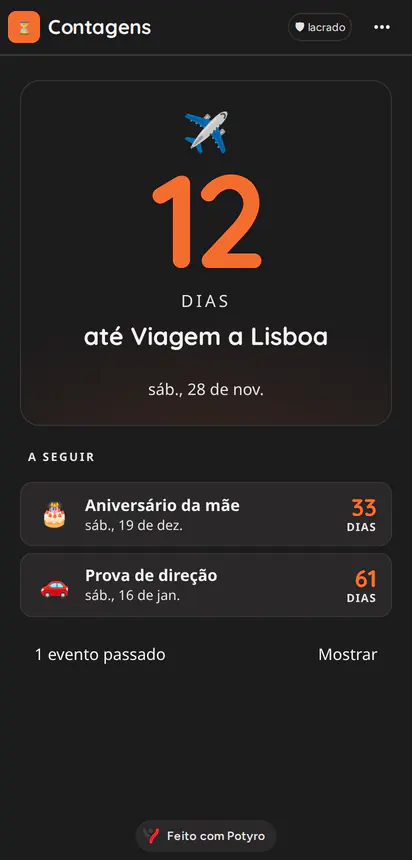 Contagens
lacrado
12
DIAS
até Viagem a Lisboa
sáb., 28 de nov.
A SEGUIR
Aniversário da mãe
sáb., 19 de dez.
33
DIAS
Prova de direção
sáb., 16 de jan.
61
DIAS
1 evento passado
Mostrar
Feito com Potyro